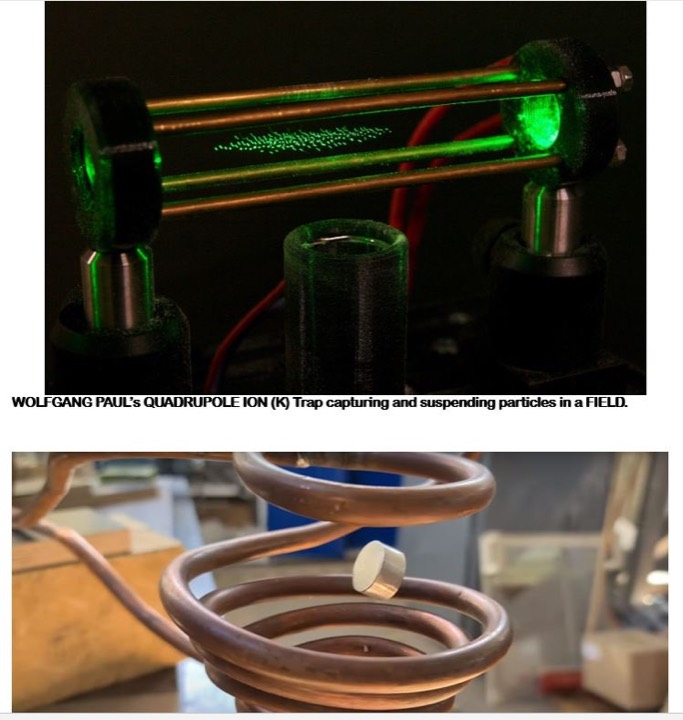 WOLFGANG PAUL's QUADRUPOLE ION (K) Trap capturing and suspending particles in a FIELD.